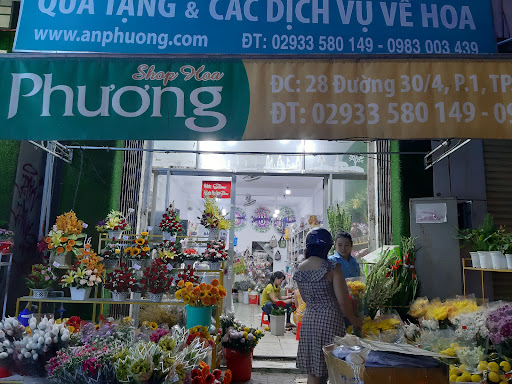 QUÀ TẶNG & CÁC DỊCH VỤ VỀ HOA
www.anphuong.com ĐT: 02933 580 149 - 0983 003 439
Shop Hoa
Phương
ĐC: 28 Đường 30/4, P.1, TP
ĐT: 02933 580 149 - 09